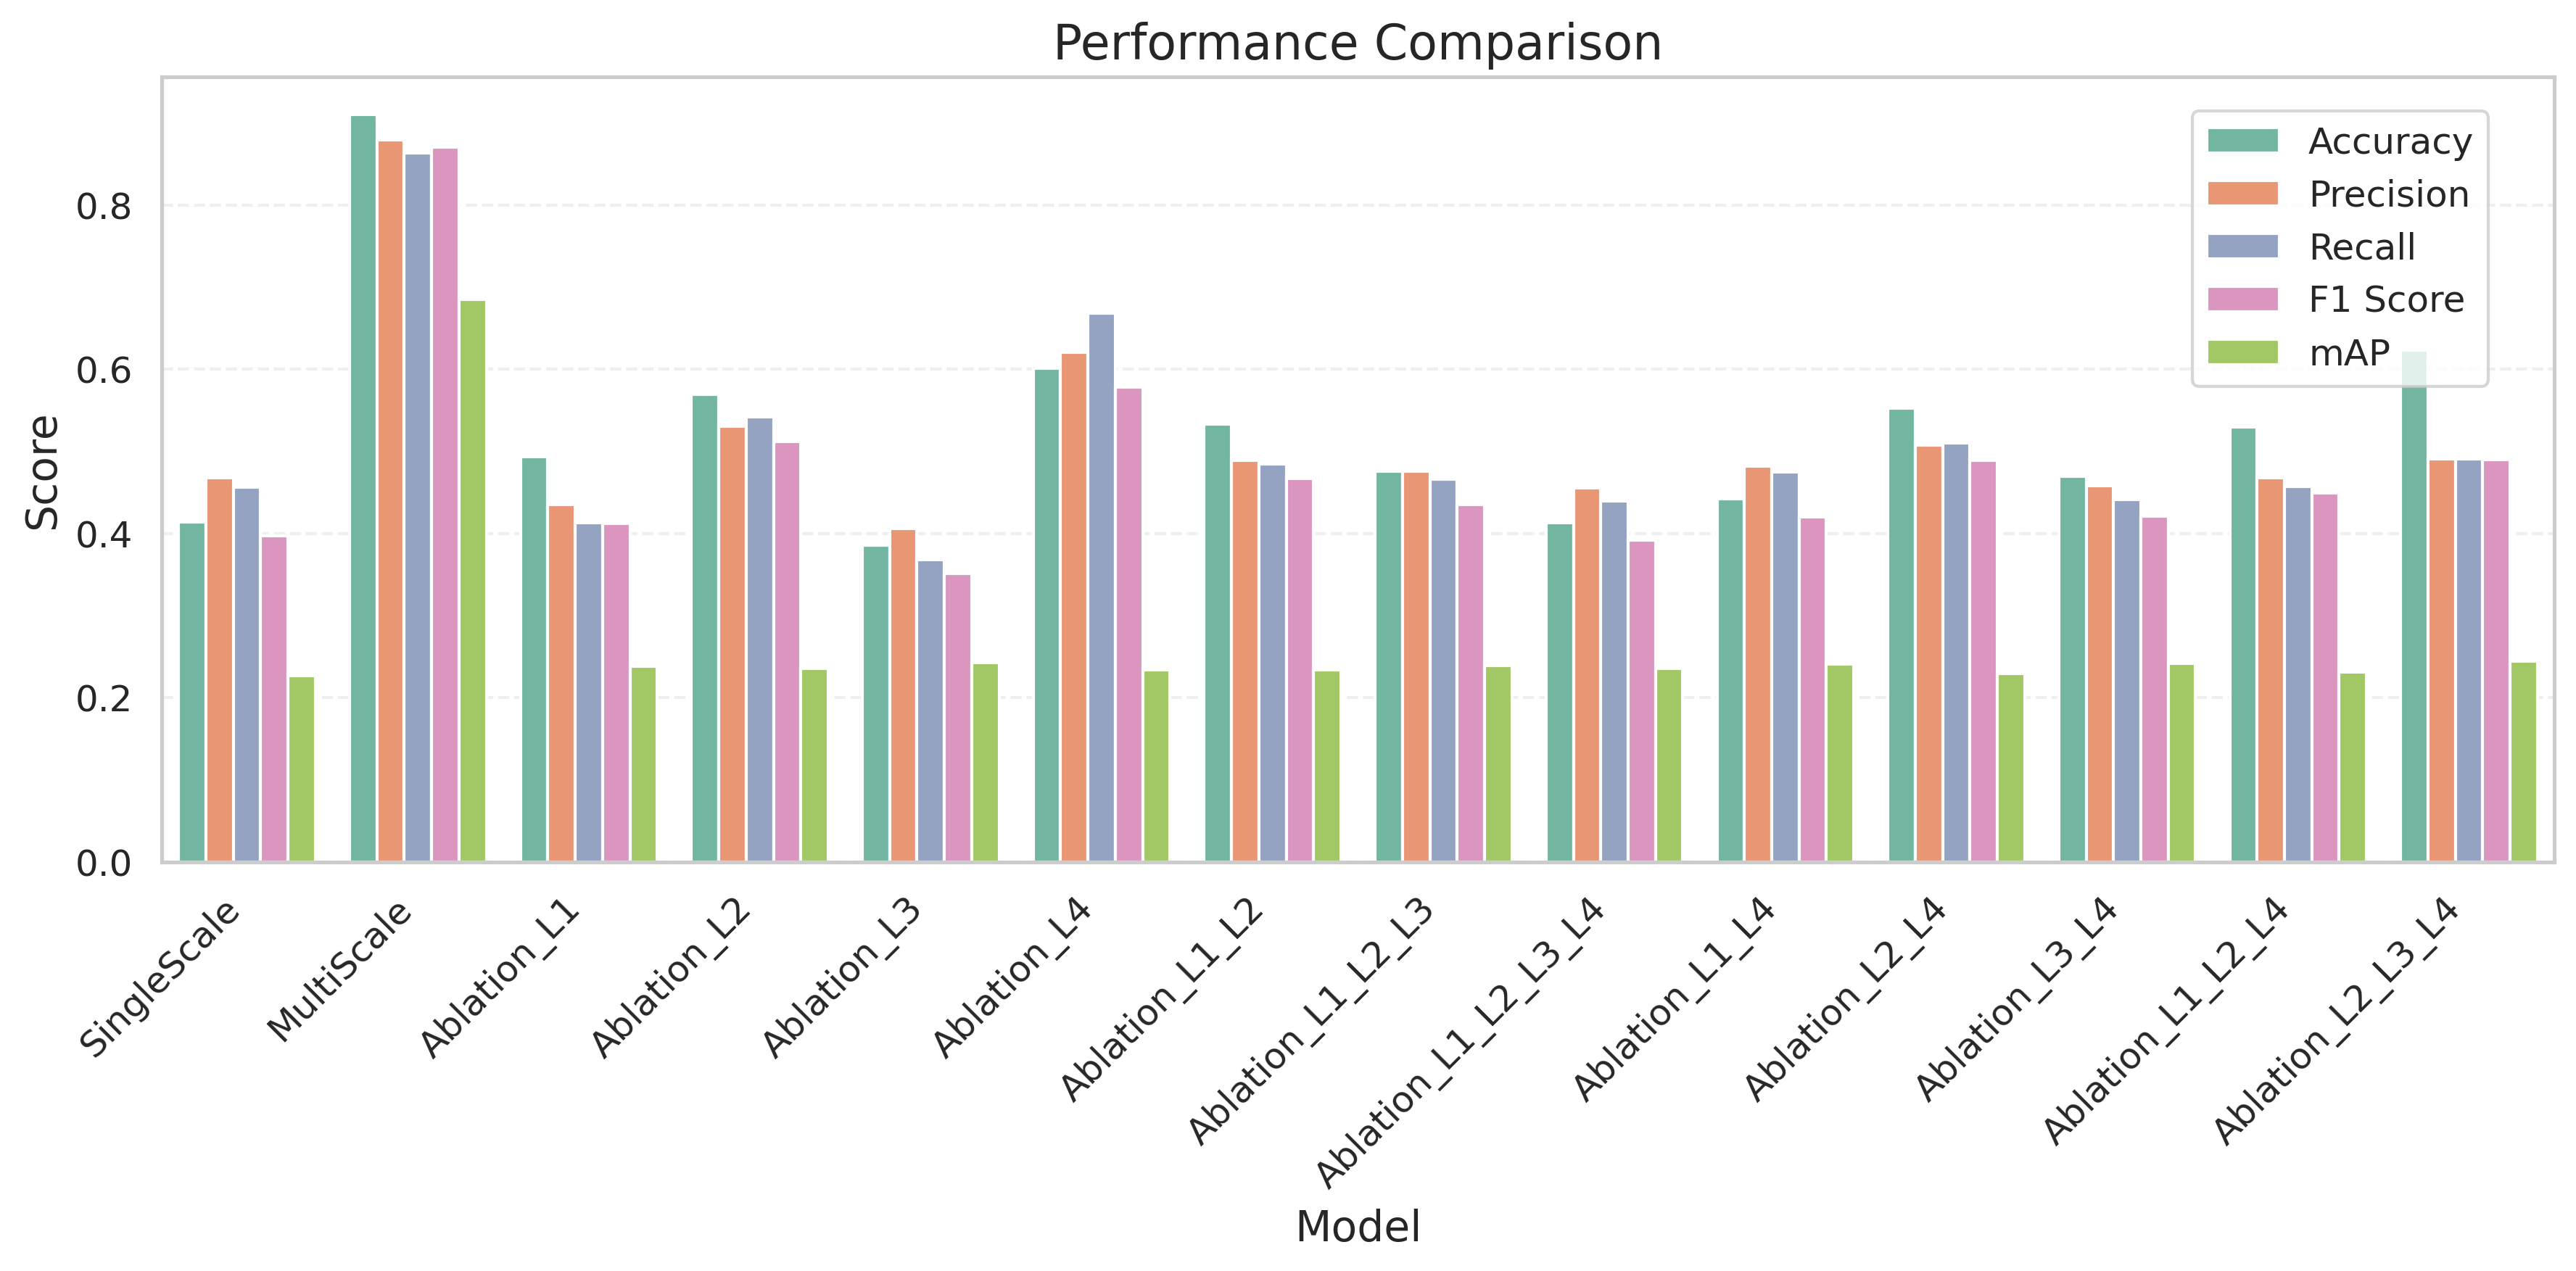 Performance Comparison
Score
0.8
0.6
0.4
0.2
0.0
Accuracy
Precision
Recall
F1 Score
mAP
SingleScale
MultiScale
Ablation_L1
Ablation_L2
Ablation_L3
Ablation_L4
Ablation_L1_L2
Ablation_L1_L2_L3
Ablation_L1_L2_L3_L4
Ablation_L1_L4
Ablation_L2_L4
Ablation_L3_L4
Ablation_L1_L2_L4
Ablation_L2_L3_L4
Model